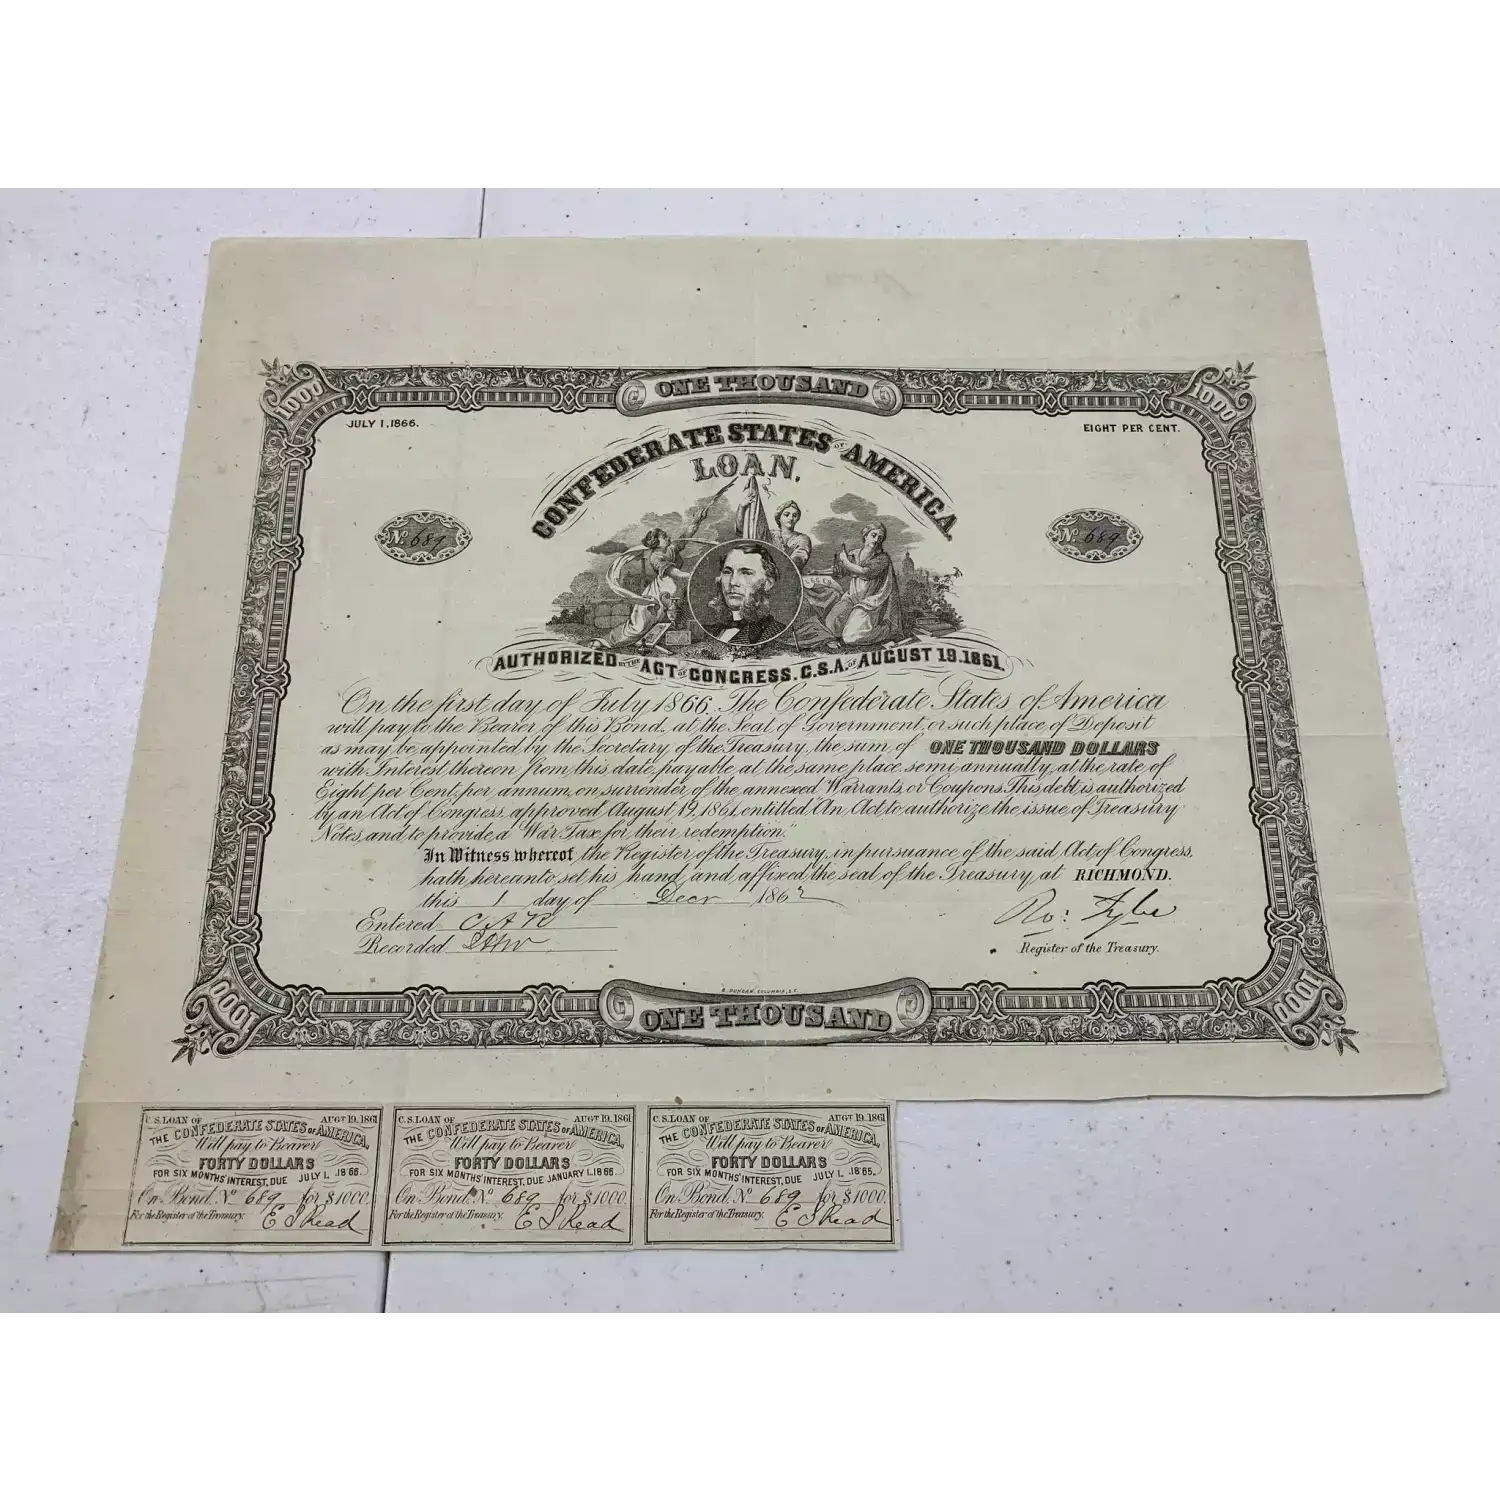 ONE THOUSAND
1000
1000
JULY 1, 1866.
EIGHT PER CENT.
CONFEDERATE STATES OF AMERICA
LOAN,
No. 689
No. 689
AUTHORIZED BY THE ACT OF CONGRESS. C.S.A. OF AUGUST 19. 1861.
On the first day of July 1866. The Confederate States of America
will pay to the Bearer of this Bond, at the Seat of Government, or such place of Deposit
as may be appointed by the Secretary of the Treasury, the sum of ONE THOUSAND DOLLARS
with Interest thereon from this date, payable at the same place, semi annually, at the rate of
Eight per Cent, per annum, on surrender of the annexed Warrants, or Coupons. This debt is authorized
by an Act of Congress, approved August 19, 1861, entitled "An Act, to authorize the issue of Treasury
Notes, and to provide a War Tax for their redemption."
In Witness whereof the Register of the Treasury, in pursuance of the said Act of Congress,
hath hereunto set his hand and affixed the seal of the Treasury, at RICHMOND.
this 1 day of Decr 1862
Entered C A R
Ro: Tyler
Recorded
Register of the Treasury.
B. DUNCAN, COLUMBIA, S.C.
ONE THOUSAND
1000
1000
C. S. LOAN OF AUGT 19. 1861
THE CONFEDERATE STATES OF AMERICA,
Will pay to Bearer
FORTY DOLLARS
FOR SIX MONTHS' INTEREST, DUE JULY 1. 1866.
On Bond No 689 for $1000.
For the Register of the Treasury. E S Read
C. S. LOAN OF AUGT 19. 1861
THE CONFEDERATE STATES OF AMERICA,
Will pay to Bearer
FORTY DOLLARS
FOR SIX MONTHS' INTEREST, DUE JANUARY 1. 1866.
On Bond No 689 for $1000.
For the Register of the Treasury. E S Read
C. S. LOAN OF AUGT 19. 1861
THE CONFEDERATE STATES OF AMERICA,
Will pay to Bearer
FORTY DOLLARS
FOR SIX MONTHS' INTEREST, DUE JULY 1. 1865.
On Bond No 689 for $1000.
For the Register of the Treasury. E S Read